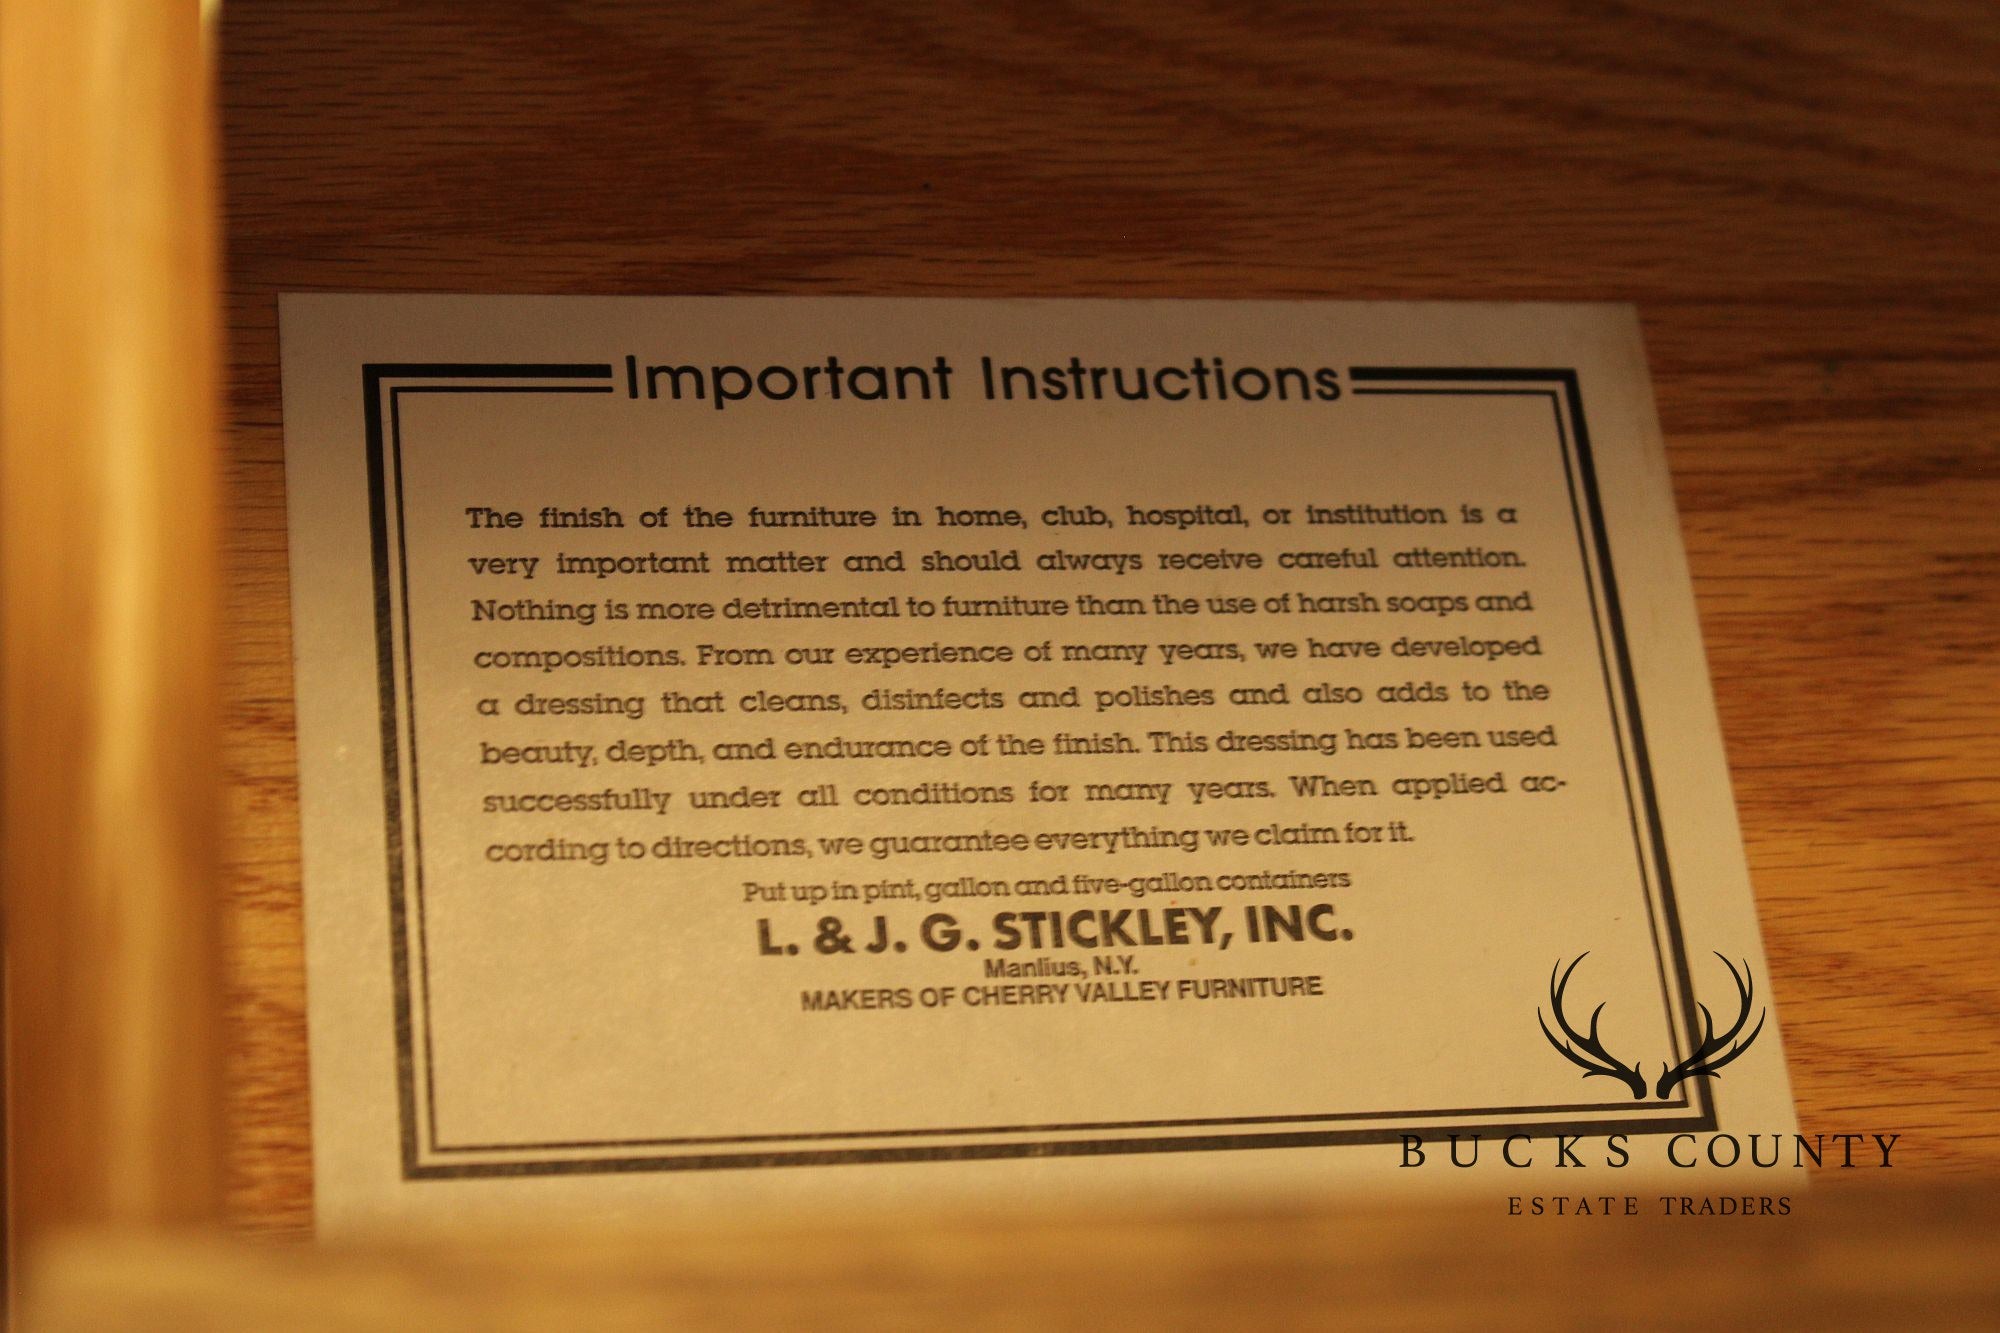 Important Instructions
The finish of the furniture in home, club, hospital, or institution is a
very important matter and should always receive careful attention.
Nothing is more detrimental to furniture than the use of harsh soaps and
compositions. From our experience of many years, we have developed
a dressing that cleans, disinfects and polishes and also adds to the
beauty, depth, and endurance of the finish. This dressing has been used
successfully under all conditions for many years. When applied ac-
cording to directions, we guarantee everything we claim for it.
Put up in pint, gallon and five-gallon containers
L. & J. G. STICKLEY, INC.
Manlius, N.Y.
MAKERS OF CHERRY VALLEY FURNITURE
BUCKS COUNTY
ESTATE TRADERS